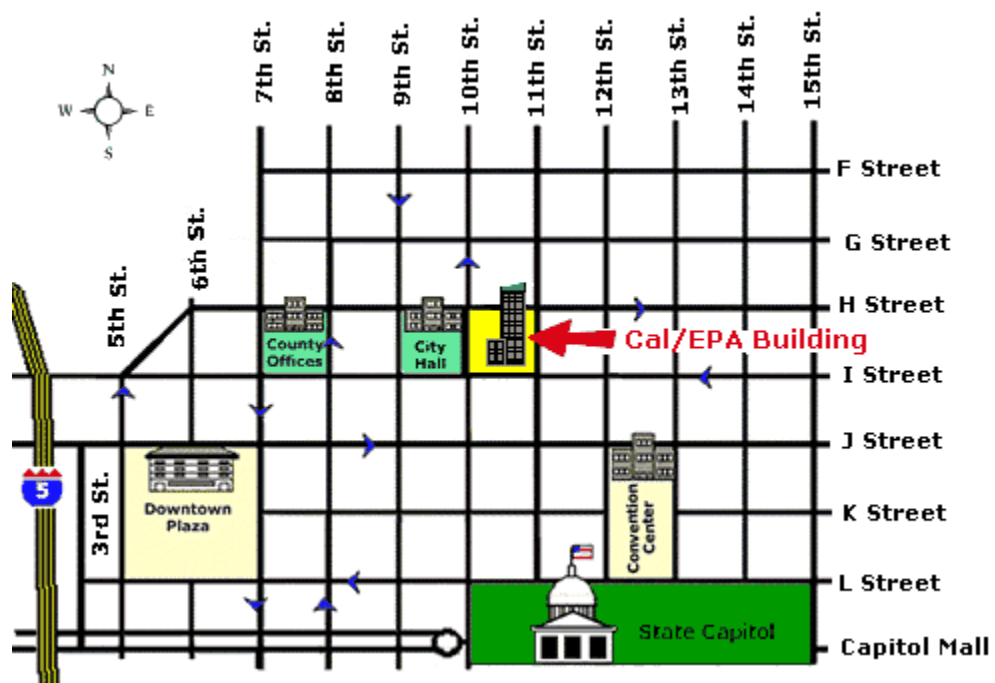 7th St.
8th St.
9th St.
10th St.
11th St.
12th St.
13th St.
14th St.
15th St.
N
W E
S
F Street
6th St.
G Street
5th St.
H Street
County
Offices
City
Hall
Cal/EPA Building
I Street
J Street
5
3rd St.
Downtown
Plaza
Convention
Center
K Street
L Street
State Capitol
Capitol Mall